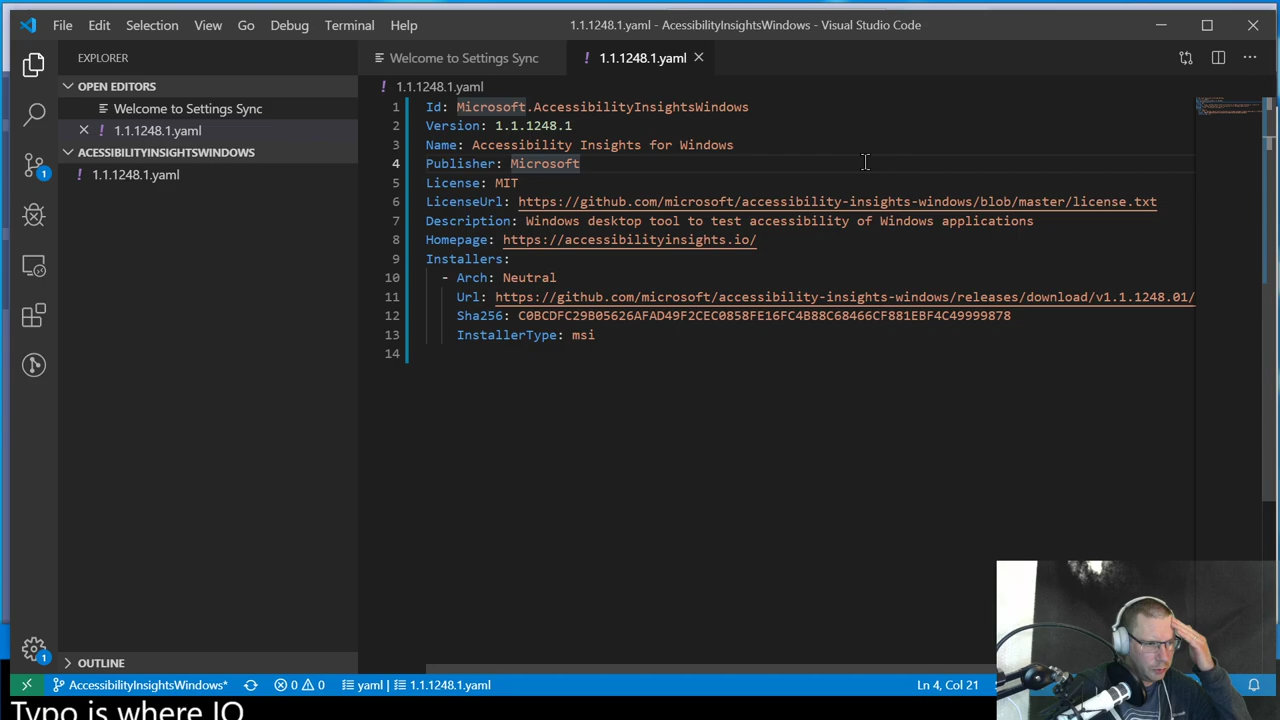 File Edit Selection View Go Debug Terminal Help
1.1.1248.1.yaml - AcessibilityInsightsWindows - Visual Studio Code
EXPLORER
Welcome to Settings Sync
1.1.1248.1.yaml
OPEN EDITORS
Welcome to Settings Sync
1.1.1248.1.yaml
ACESSIBILITYINSIGHTSWINDOWS
1.1.1248.1.yaml
1.1.1248.1.yaml
1 Id: Microsoft.AccessibilityInsightsWindows
2 Version: 1.1.1248.1
3 Name: Accessibility Insights for Windows
4 Publisher: Microsoft
5 License: MIT
6 LicenseUrl: https://github.com/microsoft/accessibility-insights-windows/blob/master/license.txt
7 Description: Windows desktop tool to test accessibility of Windows applications
8 Homepage: https://accessibilityinsights.io/
9 Installers:
10 - Arch: Neutral
11 Url: https://github.com/microsoft/accessibility-insights-windows/releases/download/v1.1.1248.01/
12 Sha256: C0BCDFC29B05626AFAD49F2CEC0858FE16FC4B88C68466CF881EBF4C49999878
13 InstallerType: msi
14
1
1
OUTLINE
AccessibilityInsightsWindows* 0 0 yaml | 1.1.1248.1.yaml
Ln 4, Col 21
Typo is where IO